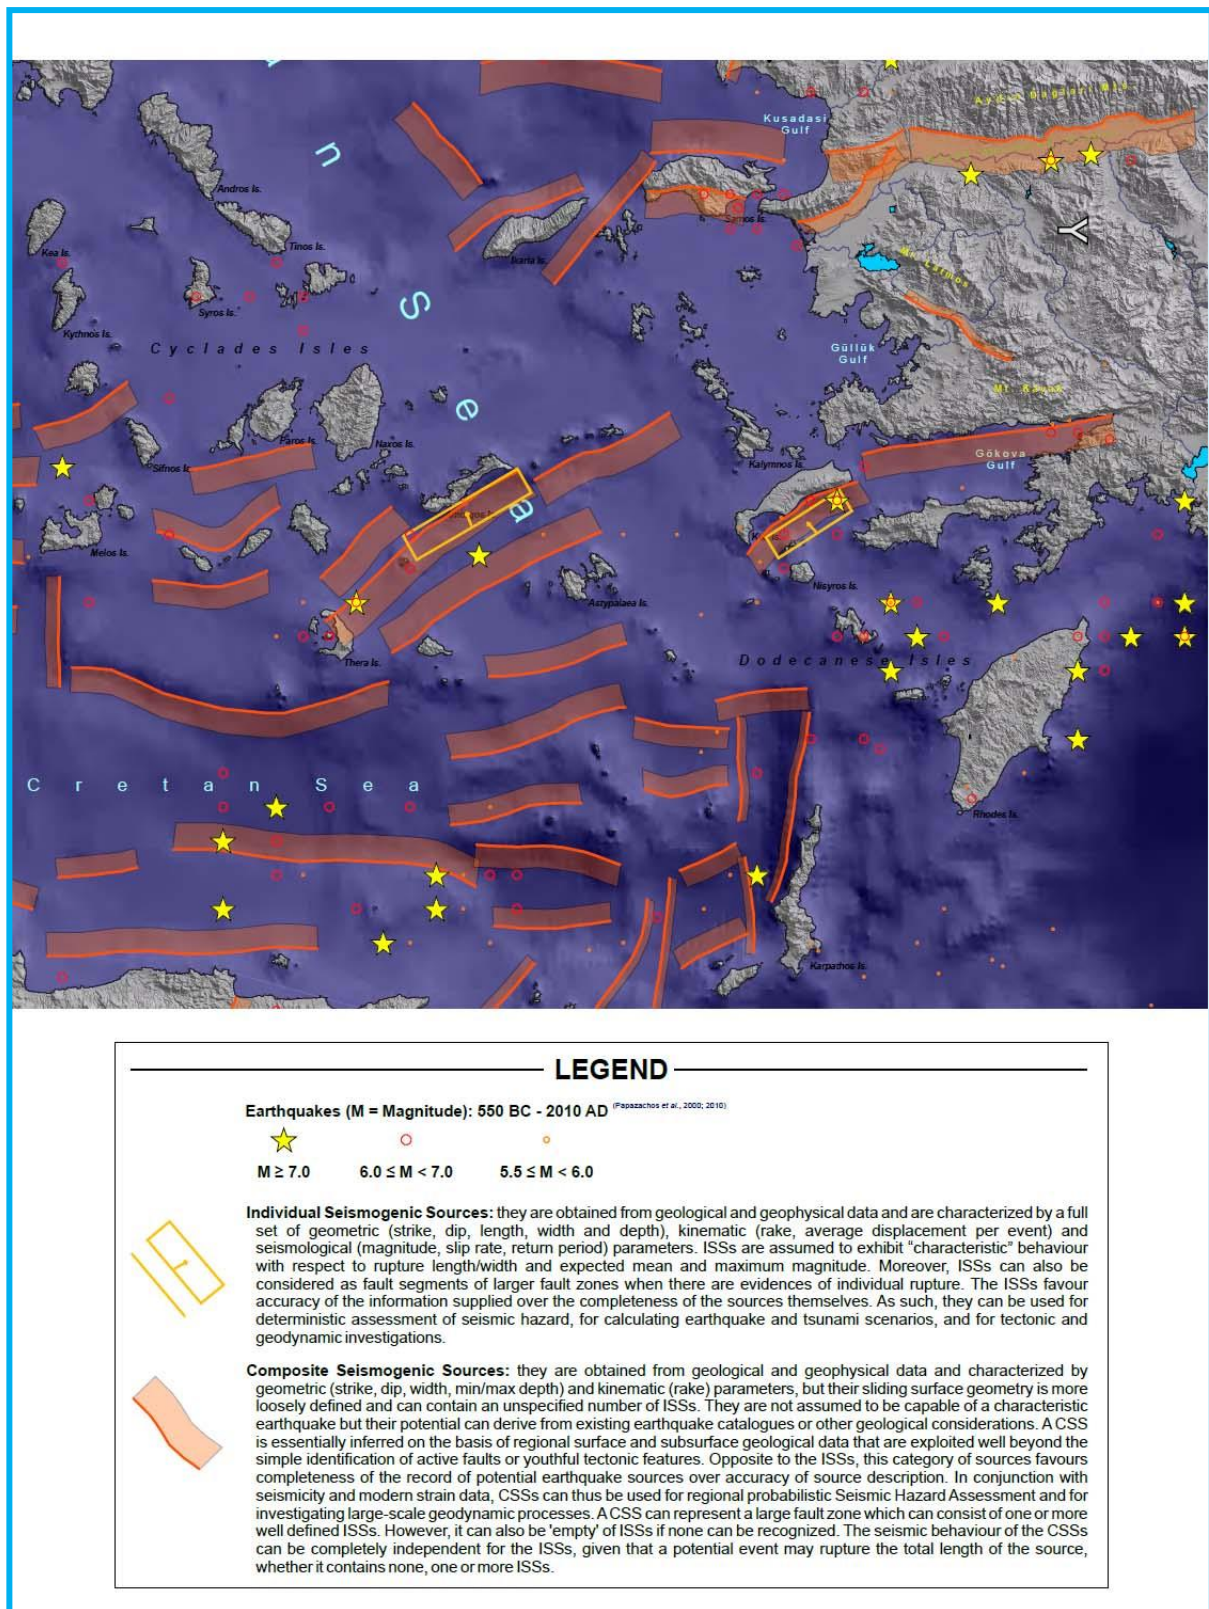 Kusadasi
Gulf
Andros Is.
Tinos Is.
Kea Is.
Ikaria Is.
Samos Is.
n
Y
Mt. Latmos
Syros Is.
S
Kythnos Is.
Cyclades Isles
Güllük
Gulf
e
Paros Is.
Naxos Is.
Sifnos Is.
Kalymnos Is.
Gökova
Gulf
a
Melos Is.
Nisyros Is.
Astypalaea Is.
Thera Is.
Dodecanese Isles
Cretan Sea
Rhodes Is.
Karpathos Is.
LEGEND
Earthquakes (M = Magnitude): 550 BC - 2010 AD (Papazachos et al., 2000; 2010)
M ≥ 7.0 6.0 ≤ M < 7.0 5.5 ≤ M < 6.0
Individual Seismogenic Sources: they are obtained from geological and geophysical data and are characterized by a full
set of geometric (strike, dip, length, width and depth), kinematic (rake, average displacement per event) and
seismological (magnitude, slip rate, return period) parameters. ISSs are assumed to exhibit “characteristic” behaviour
with respect to rupture length/width and expected mean and maximum magnitude. Moreover, ISSs can also be
considered as fault segments of larger fault zones when there are evidences of individual rupture. The ISSs favour
accuracy of the information supplied over the completeness of the sources themselves. As such, they can be used for
deterministic assessment of seismic hazard, for calculating earthquake and tsunami scenarios, and for tectonic and
geodynamic investigations.
Composite Seismogenic Sources: they are obtained from geological and geophysical data and characterized by
geometric (strike, dip, width, min/max depth) and kinematic (rake) parameters, but their sliding surface geometry is more
loosely defined and can contain an unspecified number of ISSs. They are not assumed to be capable of a characteristic
earthquake but their potential can derive from existing earthquake catalogues or other geological considerations. A CSS
is essentially inferred on the basis of regional surface and subsurface geological data that are exploited well beyond the
simple identification of active faults or youthful tectonic features. Opposite to the ISSs, this category of sources favours
completeness of the record of potential earthquake sources over accuracy of source description. In conjunction with
seismicity and modern strain data, CSSs can thus be used for regional probabilistic Seismic Hazard Assessment and for
investigating large-scale geodynamic processes. A CSS can represent a large fault zone which can consist of one or more
well defined ISSs. However, it can also be 'empty' of ISSs if none can be recognized. The seismic behaviour of the CSSs
can be completely independent for the ISSs, given that a potential event may rupture the total length of the source,
whether it contains none, one or more ISSs.